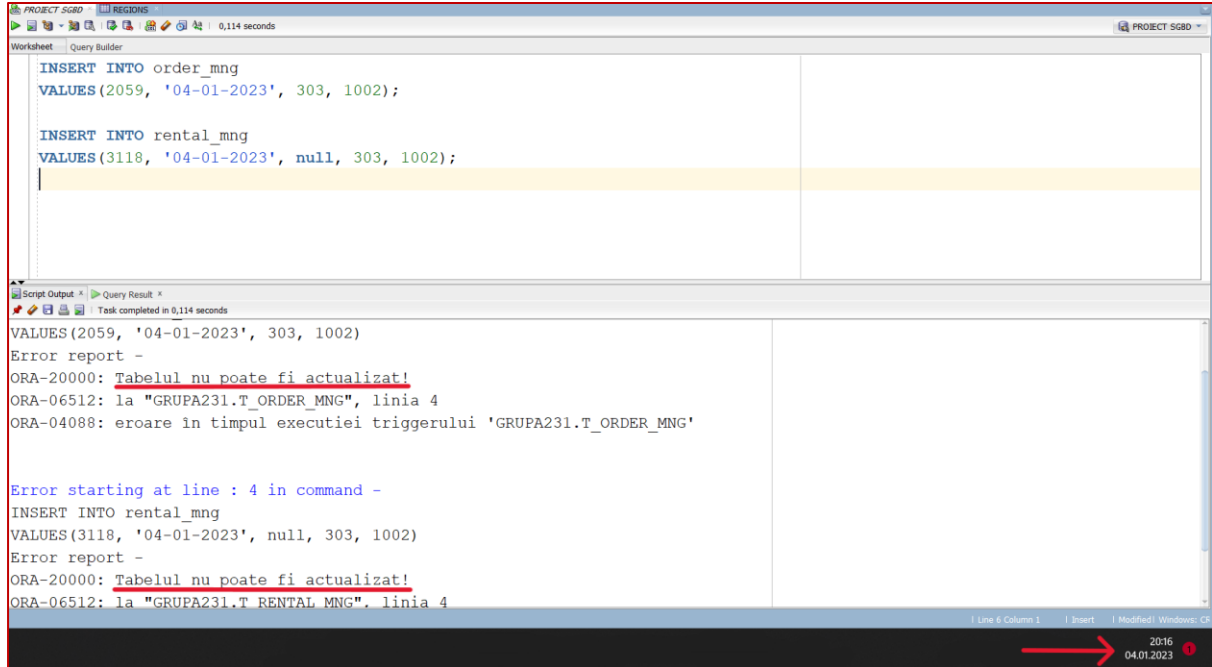 PROJECT SGBD REGIONS
0,114 seconds
PROJECT SGBD
Worksheet Query Builder
INSERT INTO order_mng
VALUES(2059, '04-01-2023', 303, 1002);
INSERT INTO rental_mng
VALUES(3118, '04-01-2023', null, 303, 1002);
Script Output Query Result
Task completed in 0,114 seconds
VALUES(2059, '04-01-2023', 303, 1002)
Error report -
ORA-20000: Tabelul nu poate fi actualizat!
ORA-06512: la "GRUPA231.T_ORDER_MNG", linia 4
ORA-04088: eroare în timpul executiei triggerului 'GRUPA231.T_ORDER_MNG'
Error starting at line : 4 in command -
INSERT INTO rental_mng
VALUES(3118, '04-01-2023', null, 303, 1002)
Error report -
ORA-20000: Tabelul nu poate fi actualizat!
ORA-06512: la "GRUPA231.T_RENTAL_MNG", linia 4
Line 6 Column 1 Insert Modified Windows: CR
20:16
04.01.2023 1